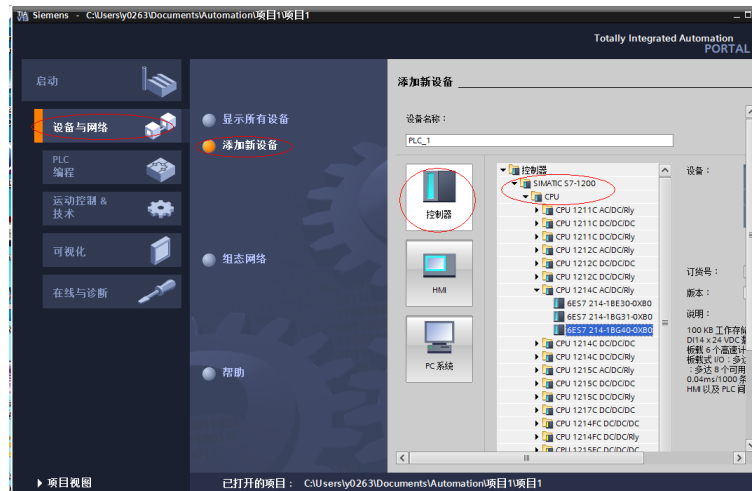 Siemens - C:\Users\y0263\Documents\Automation\项目1\项目1
Totally Integrated Automation
PORTAL
启动
设备与网络
PLC
编程
运动控制 &
技术
可视化
在线与诊断
项目视图
显示所有设备
添加新设备
组态网络
帮助
已打开的项目： C:\Users\y0263\Documents\Automation\项目1\项目1
添加新设备
设备名称：
PLC_1
控制器
HMI
PC 系统
控制器
SIMATIC S7-1200
CPU
CPU 1211C AC/DC/Rly
CPU 1211C DC/DC/DC
CPU 1211C DC/DC/Rly
CPU 1212C AC/DC/Rly
CPU 1212C DC/DC/DC
CPU 1212C DC/DC/Rly
CPU 1214C AC/DC/Rly
6ES7 214-1BE30-0XB0
6ES7 214-1BG31-0XB0
6ES7 214-1BG40-0XB0
CPU 1214C DC/DC/DC
CPU 1214C DC/DC/Rly
CPU 1215C AC/DC/Rly
CPU 1215C DC/DC/DC
CPU 1215C DC/DC/Rly
CPU 1217C DC/DC/DC
CPU 1214FC DC/DC/DC
CPU 1214FC DC/DC/Rly
CPU 1215FC DC/DC/DC
设备：
订货号：
版本：
说明：
100 KB 工作存储
DI14 x 24 VDC
板载 6 个高速计
板载式 I/O：多达
：多达 8 个可用
0.04ms/1000 条
HMI 以及 PLC 间